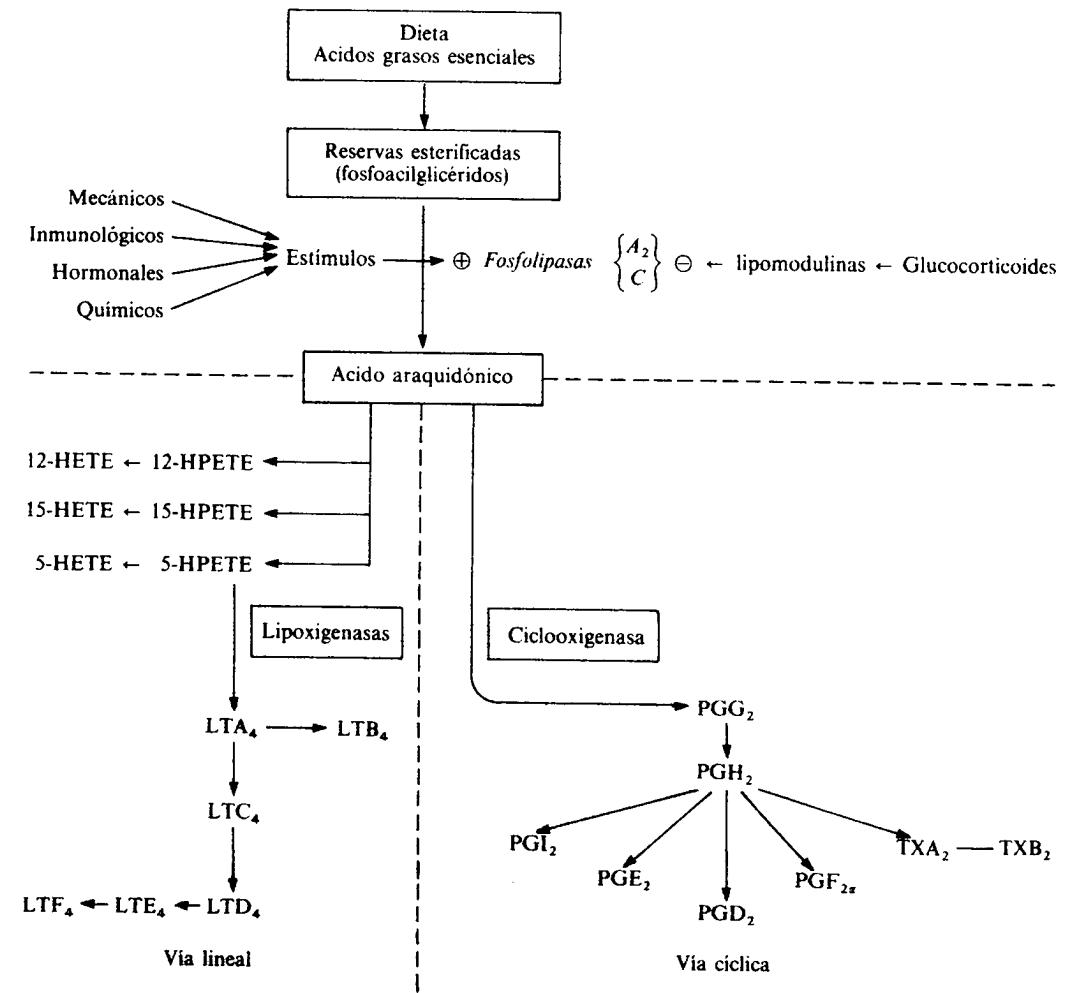 Dieta
Acidos grasos esenciales
Reservas esterificadas
(fosfoacilglicéridos)
Mecánicos
Inmunológicos
Hormonales
Químicos
Estímulos → ⊕ Fosfolipasas {A₂ C} ⊖ ← lipomodulinas ← Glucocorticoides
Acido araquidónico
12-HETE ← 12-HPETE
15-HETE ← 15-HPETE
5-HETE ← 5-HPETE
Lipoxigenasas
Ciclooxigenasa
LTA₄ → LTB₄
LTC₄
LTF₄ ← LTE₄ ← LTD₄
Vía lineal
PGG₂
PGH₂
PGI₂
PGE₂
PGD₂
PGF₂α
TXA₂ — TXB₂
Vía cíclica